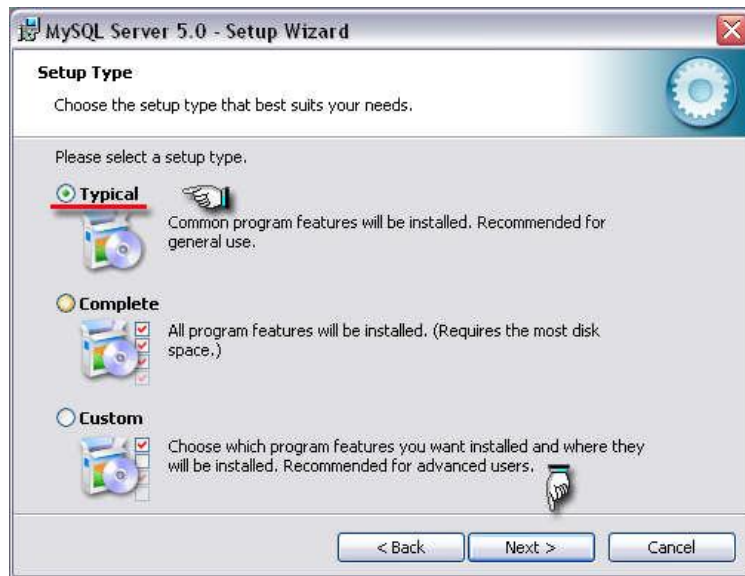 MySQL Server 5.0 - Setup Wizard
Setup Type
Choose the setup type that best suits your needs.
Please select a setup type.
Typical
Common program features will be installed. Recommended for
general use.
Complete
All program features will be installed. (Requires the most disk
space.)
Custom
Choose which program features you want installed and where they
will be installed. Recommended for advanced users.
< Back
Next >
Cancel